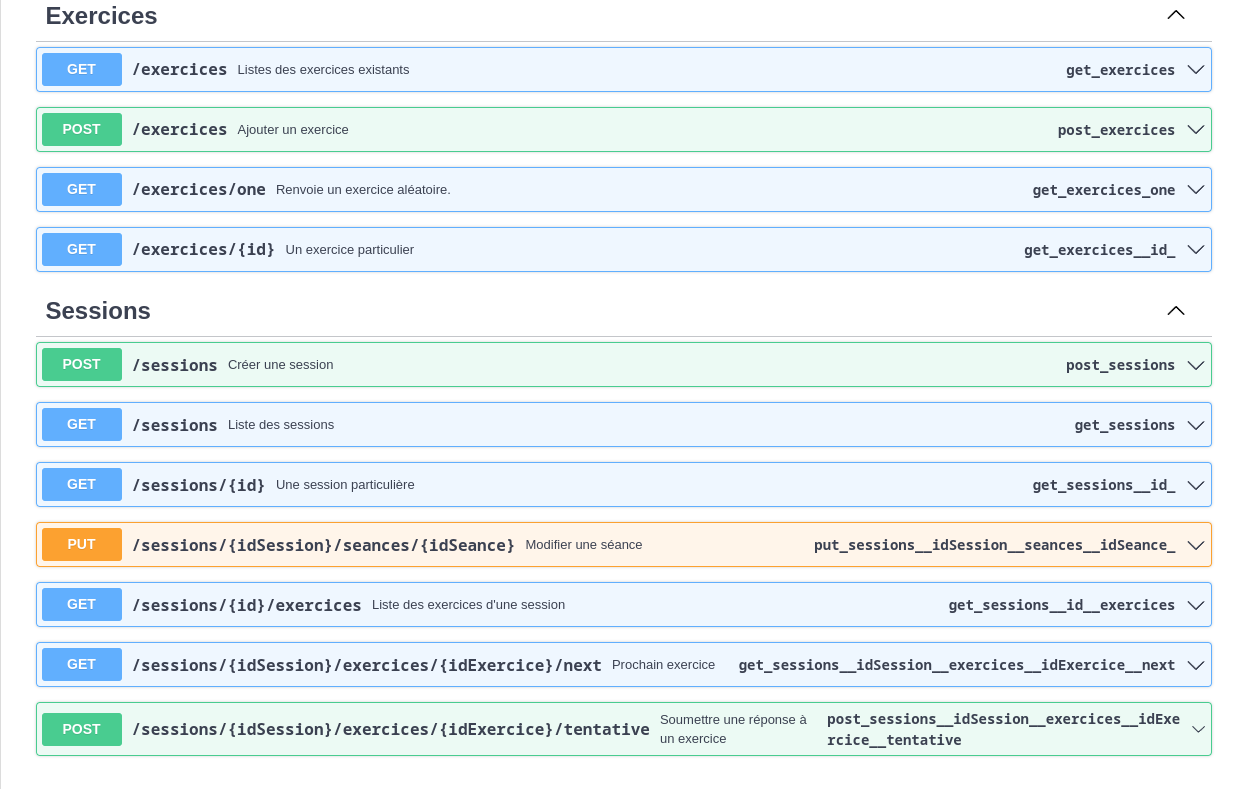 Exercices
GET /exercices Listes des exercices existants get_exercices
POST /exercices Ajouter un exercice post_exercices
GET /exercices/one Renvoie un exercice aléatoire. get_exercices_one
GET /exercices/{id} Un exercice particulier get_exercices__id_
Sessions
POST /sessions Créer une session post_sessions
GET /sessions Liste des sessions get_sessions
GET /sessions/{id} Une session particulière get_sessions__id_
PUT /sessions/{idSession}/seances/{idSeance} Modifier une séance put_sessions__idSession__seances__idSeance_
GET /sessions/{id}/exercices Liste des exercices d'une session get_sessions__id__exercices
GET /sessions/{idSession}/exercices/{idExercice}/next Prochain exercice get_sessions__idSession__exercices__idExercice__next
POST /sessions/{idSession}/exercices/{idExercice}/tentative Soumettre une réponse à post_sessions__idSession__exercices__idExe
un exercice rcice__tentative